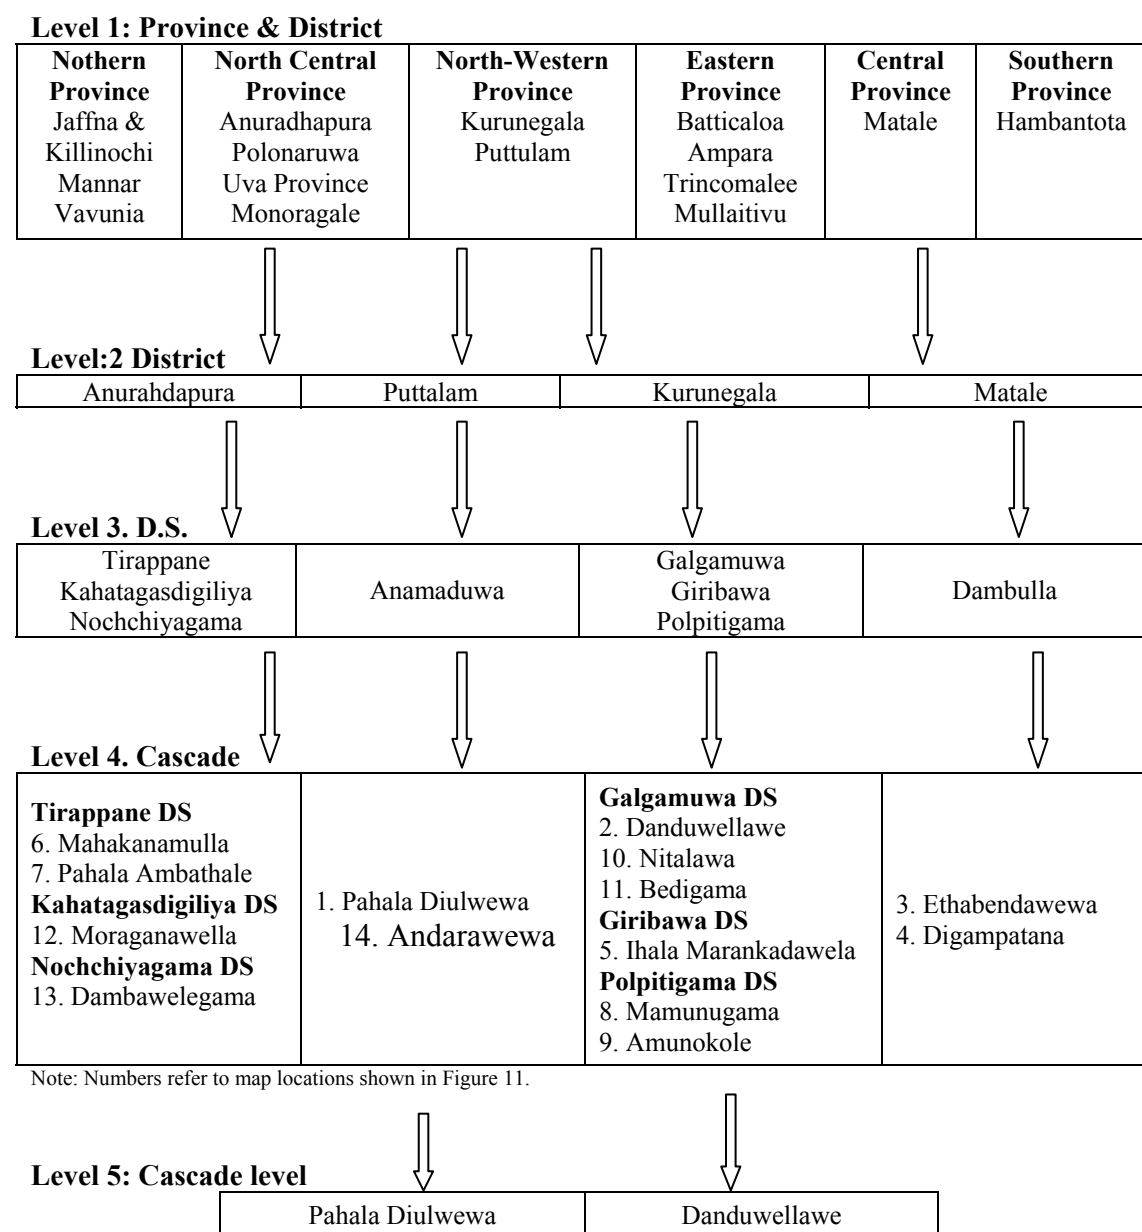 Level 1: Province & District
Nothern Province
Jaffna &
Killinochi
Mannar
Vavunia
North Central Province
Anuradhapura
Polonaruwa
Uva Province
Monoragale
North-Western Province
Kurunegala
Puttulam
Eastern Province
Batticaloa
Ampara
Trincomalee
Mullaitivu
Central Province
Matale
Southern Province
Hambantota
Level:2 District
Anurahdapura
Puttalam
Kurunegala
Matale
Level 3. D.S.
Tirappane
Kahatagasdigiliya
Nochchiyagama
Anamaduwa
Galgamuwa
Giribawa
Polpitigama
Dambulla
Level 4. Cascade
Tirappane DS
6. Mahakanamulla
7. Pahala Ambathale
Kahatagasdigiliya DS
12. Moraganawella
Nochchiyagama DS
13. Dambawelegama
1. Pahala Diulwewa
14. Andarawewa
Galgamuwa DS
2. Danduwellawe
10. Nitalawa
11. Bedigama
Giribawa DS
5. Ihala Marankadawela
Polpitigama DS
8. Mamunugama
9. Amunokole
3. Ethabendawewa
4. Digampatana
Note: Numbers refer to map locations shown in Figure 11.
Level 5: Cascade level
Pahala Diulwewa
Danduwellawe